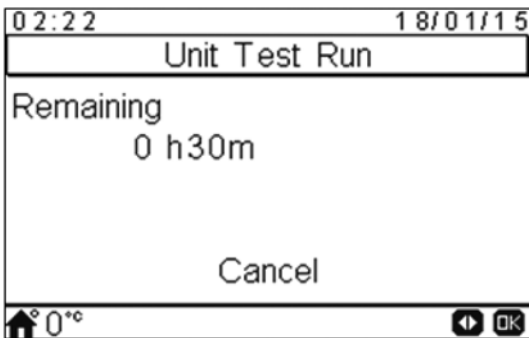 02:22 18/01/15
Unit Test Run
Remaining
0 h30m
Cancel
0°C OK